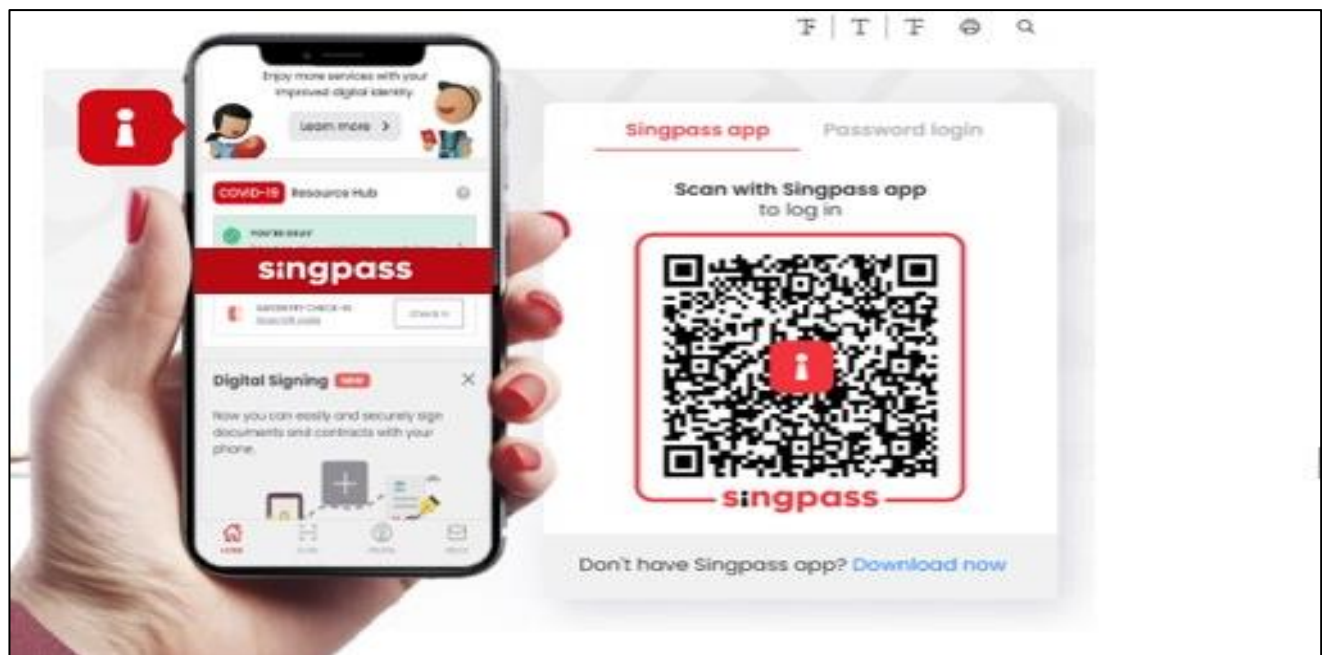 T | T | T
Enjoy more services with your
improved digital identity
Learn more >
COVID-19 Resource Hub
singpass
Check in
Digital Signing NEW
Now you can easily and securely sign
documents and contracts with your
phone.
HOME
Singpass app
Password login
Scan with Singpass app
to log in
singpass
Don't have Singpass app? Download now